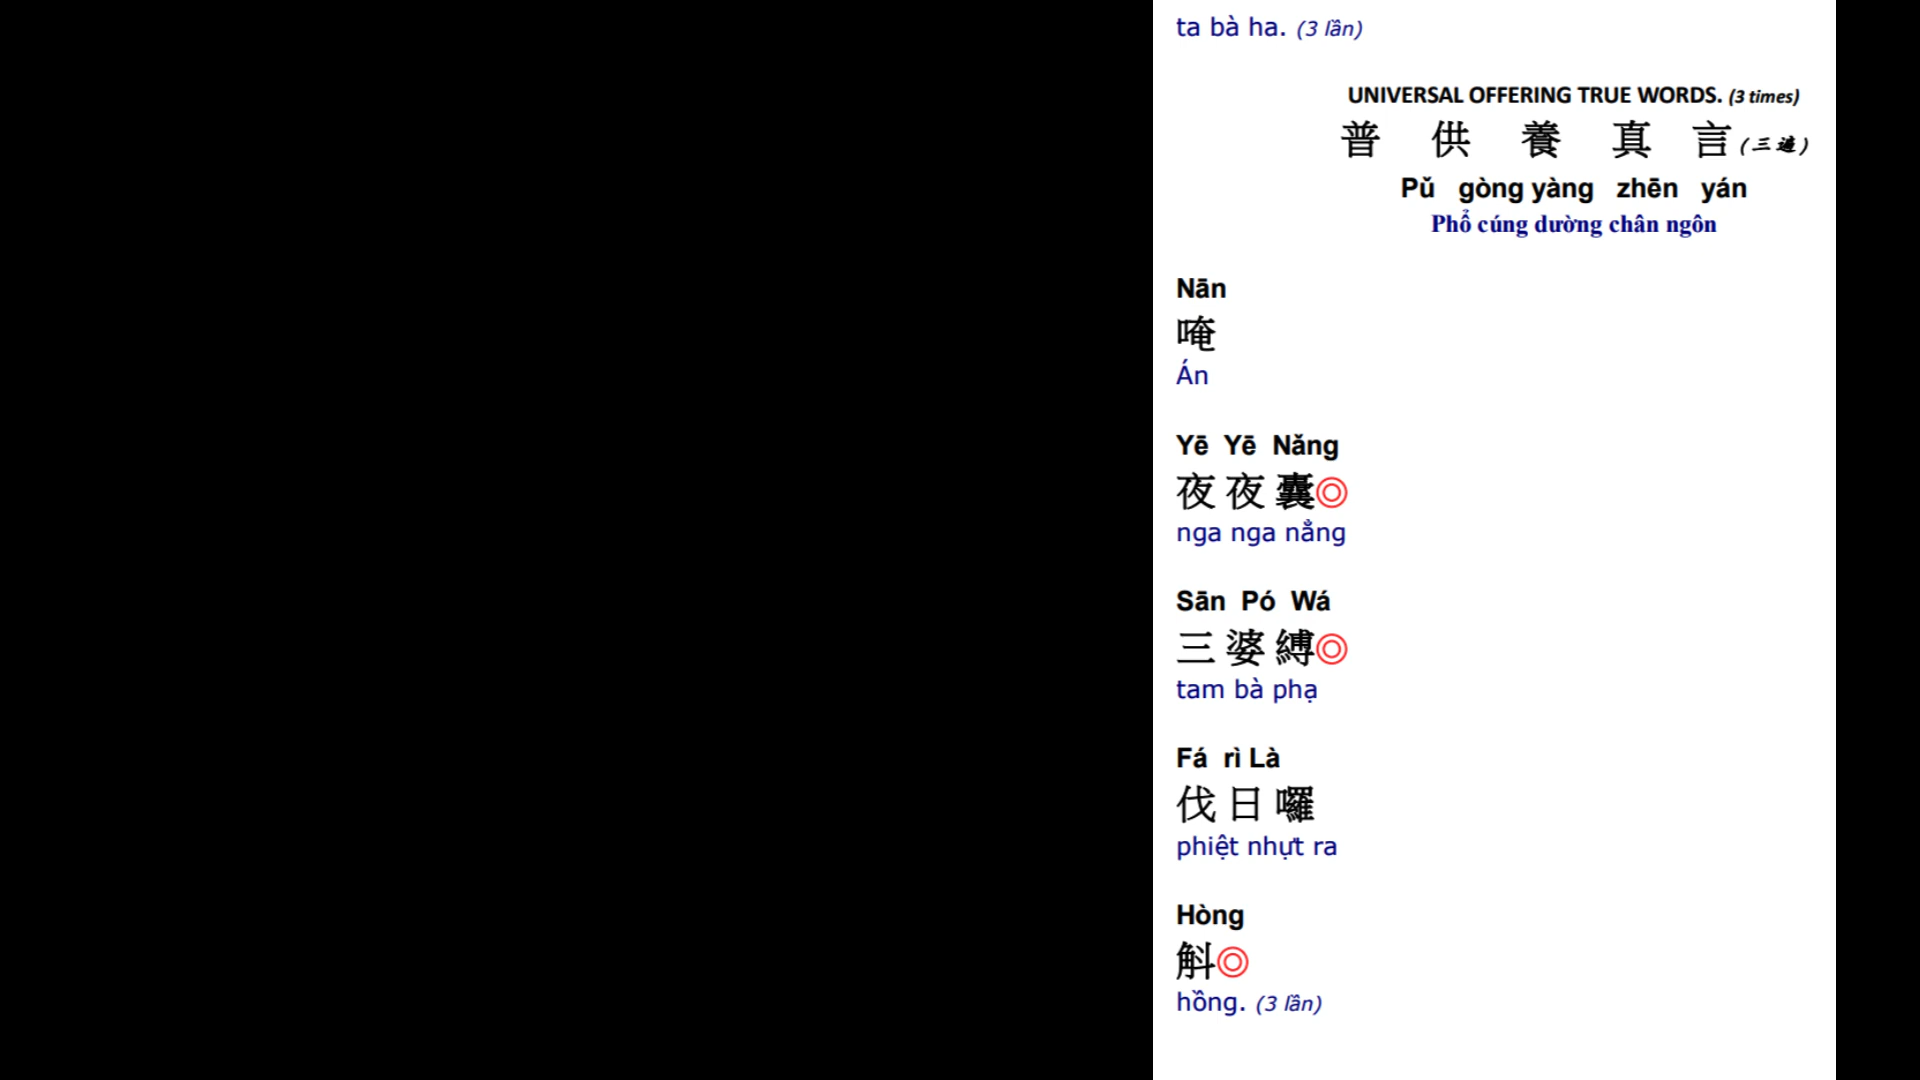 ta bà ha. (3 lần)
UNIVERSAL OFFERING TRUE WORDS. (3 times)
普 供 養 真 言 (三遍)
Pǔ gòng yàng zhēn yán
Phổ cúng dường chân ngôn
Nān
唵
Án
Yē Yē Nǎng
夜 夜 曩◎
nga nga nẳng
Sān Pó Wá
三 婆 縛◎
tam bà phạ
Fá rì Là
伐 日 囉
phiệt nhựt ra
Hòng
斛◎
hồng. (3 lần)